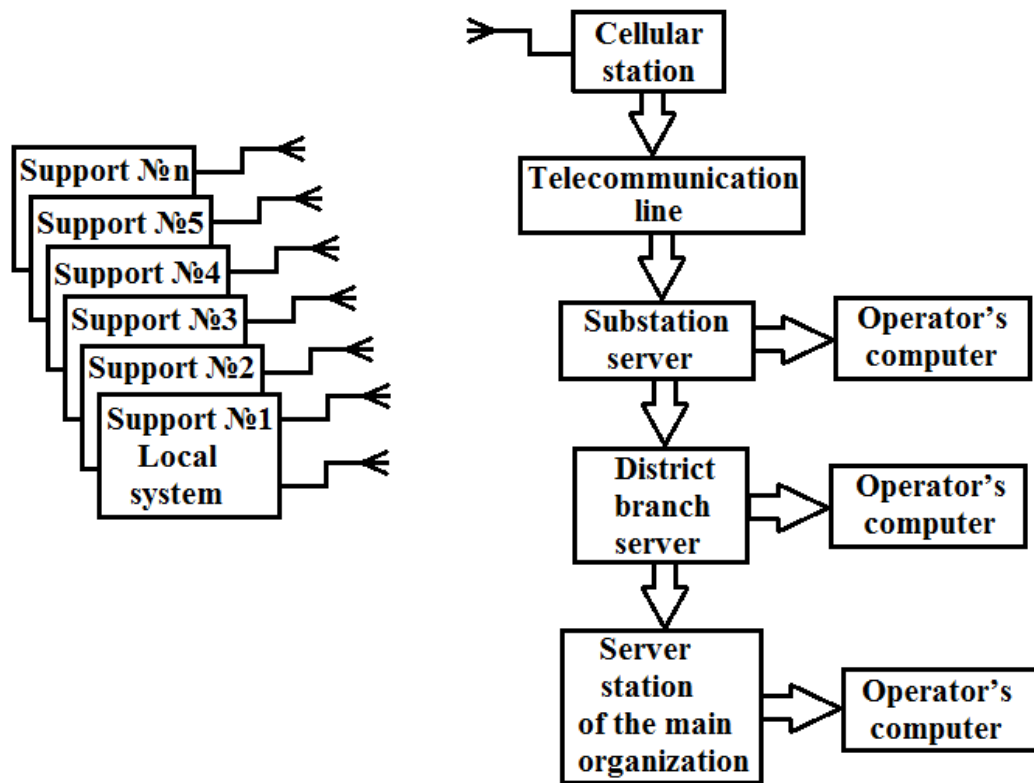 Cellular
station
Support №n
Support №5
Support №4
Support №3
Support №2
Support №1
Local
system
Telecommunication
line
Substation
server
Operator’s
computer
District
branch
server
Operator’s
computer
Server
station
of the main
organization
Operator’s
computer